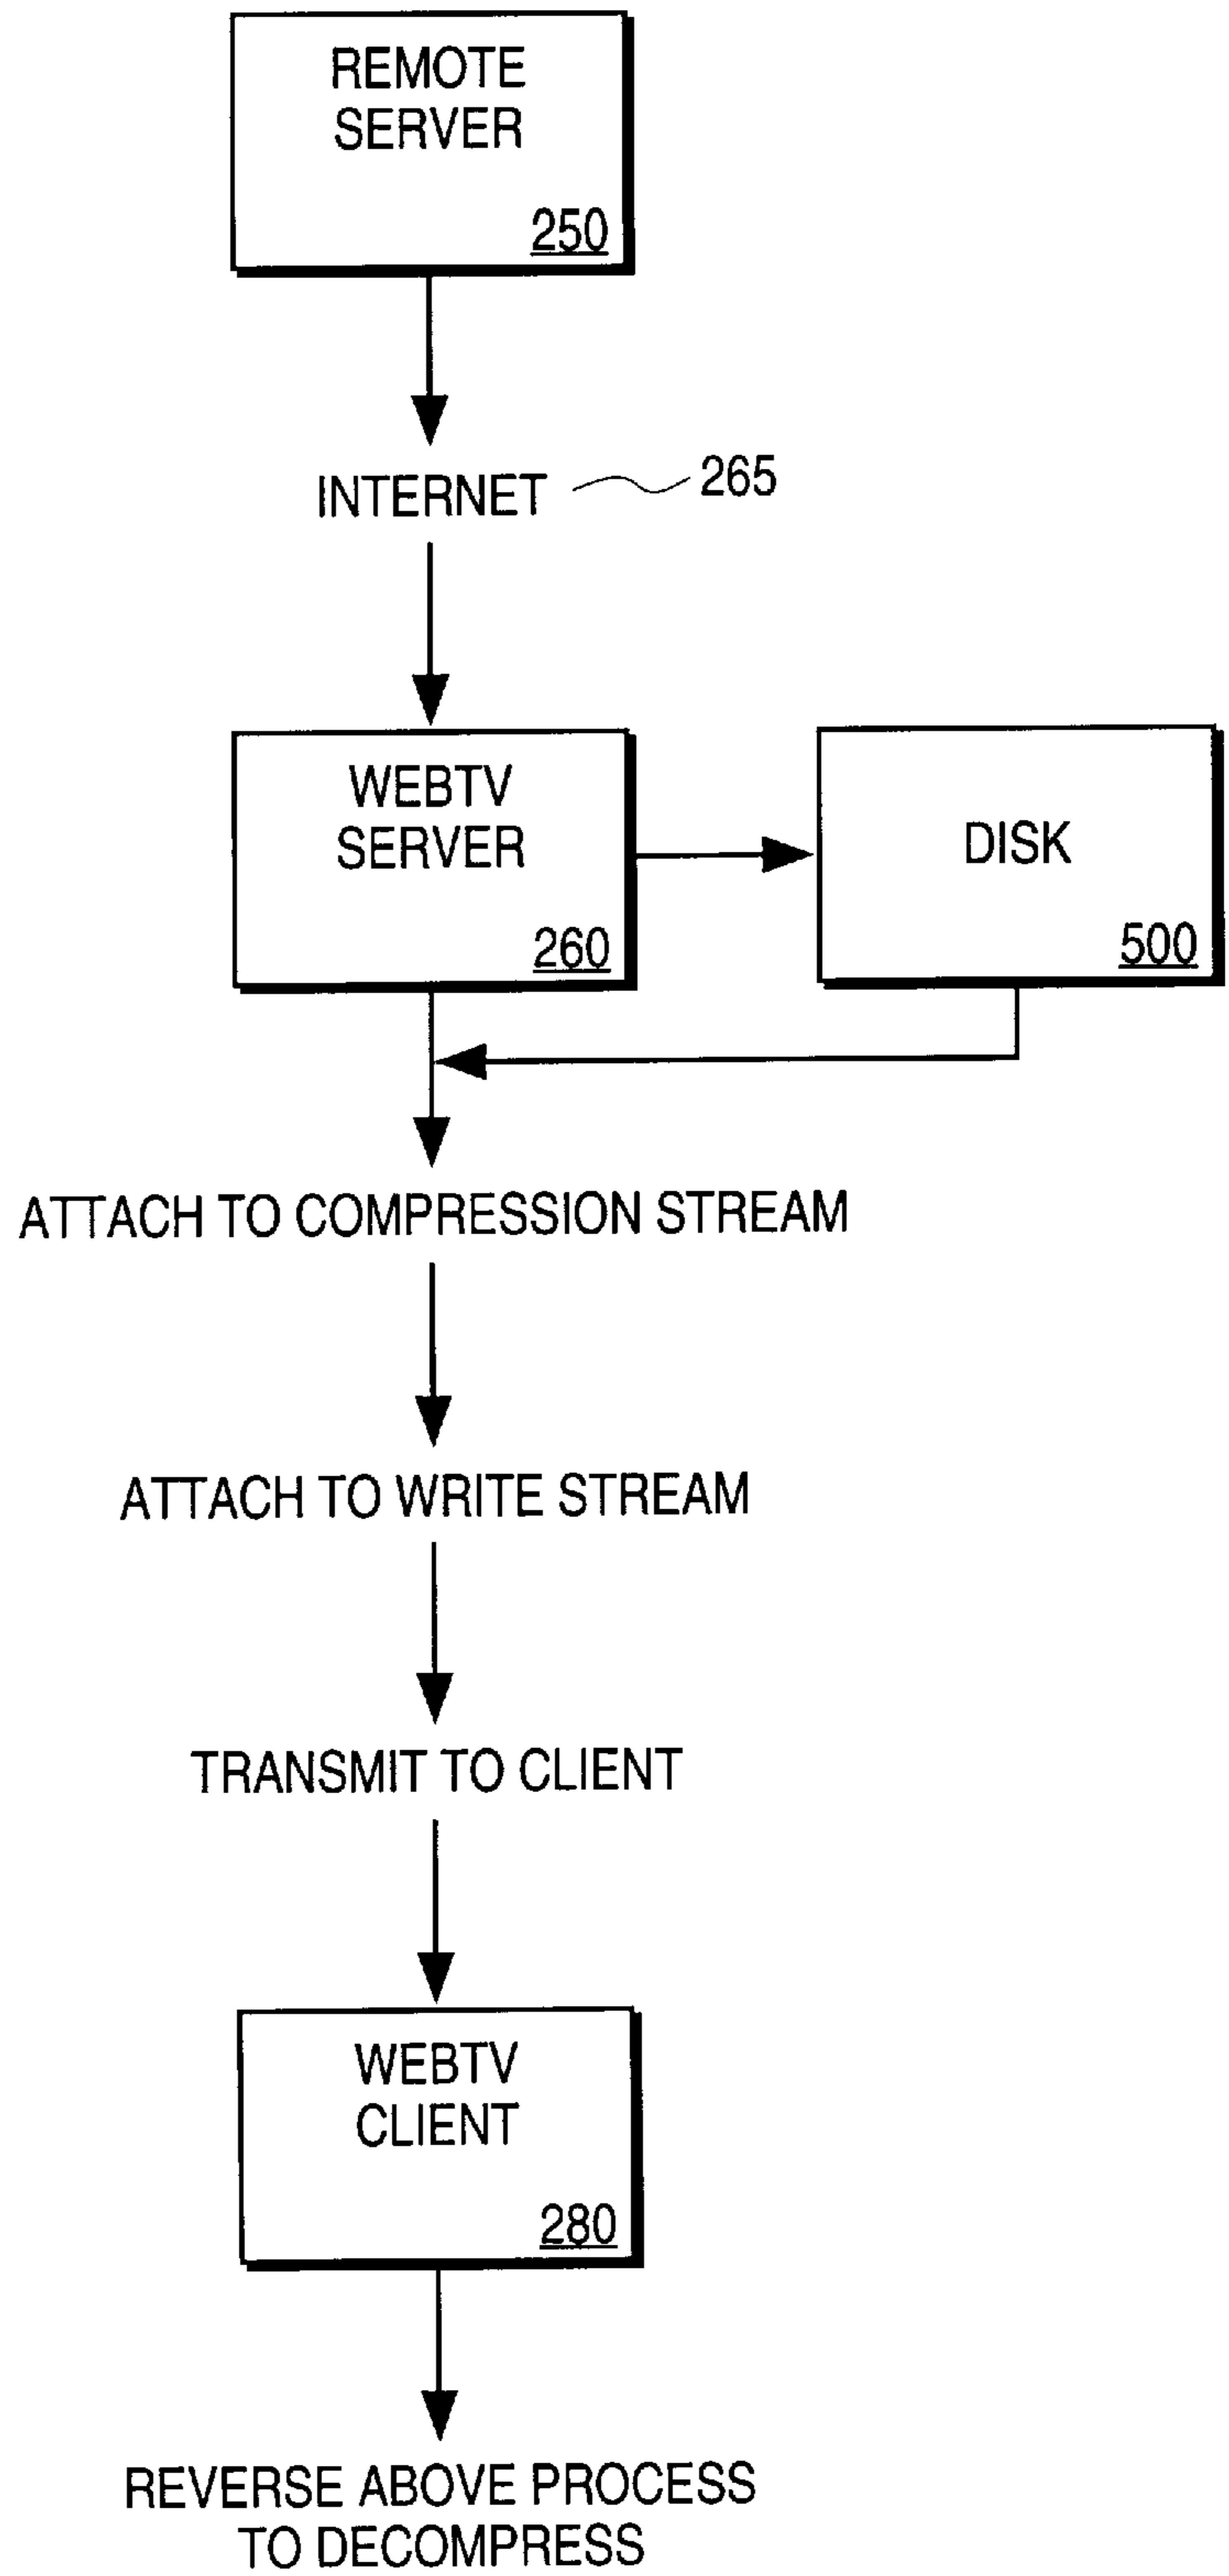 REMOTE
SERVER
250
INTERNET 265
WEBTV
SERVER
260
DISK
500
ATTACH TO COMPRESSION STREAM
ATTACH TO WRITE STREAM
TRANSMIT TO CLIENT
WEBTV
CLIENT
280
REVERSE ABOVE PROCESS
TO DECOMPRESS